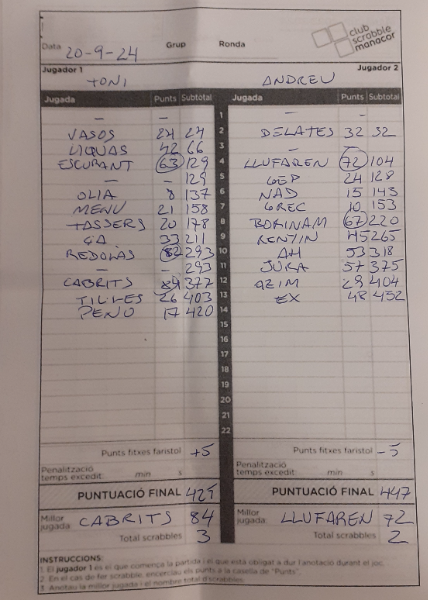 club
scrabble
manacor
Data 20-9-24 Grup Ronda
Jugador 1 Jugador 2
TONI ANDREU
Jugada Punts Subtotal Jugada Punts Subtotal
— — 1 — —
VASOS 24 24 2 DELATES 32 32
LIQUAS 42 66 3 —
ESCURANT 63 129 4 LLUFAREN 72 104
— — 129 5 GEP 24 128
OLIA 8 137 6 NAD 15 143
MENU 21 158 7 GREC 10 153
TASSERS 20 178 8 BORINAM 67 220
33 211 9 RENTIN 45 265
REDOLAS 82 293 10 AH 53 318
— — 293 11 JURA 57 375
CABRITS 84 377 12 AZIM 29 404
26 403 13 EX 48 452
PENO 17 420 14
15
16
17
18
19
20
21
22
Punts fitxes faristol +5 Punts fitxes faristol -5
Penalització temps excedit: min s Penalització temps excedit: min s
PUNTUACIÓ FINAL 425 PUNTUACIÓ FINAL 447
Millor jugada: CABRITS 84 Millor jugada: LLUFAREN 72
Total scrabbles 3 Total scrabbles 2
INSTRUCCIONS:
1. El jugador 1 és el que comença la partida i el que està obligat a dur l'anotació durant el joc.
2. En el cas de fer scrabble, encercleu els punts a la casella de "Punts".
3. Anoteu la millor jugada i el nombre total d'scrabbles.